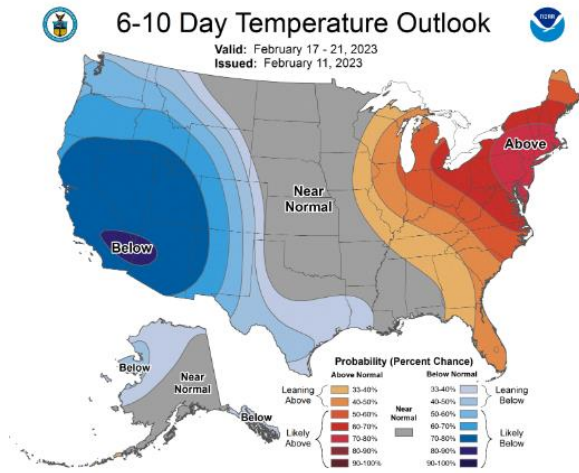 6-10 Day Temperature Outlook
Valid: February 17 - 21, 2023
Issued: February 11, 2023
Above
Near
Normal
Below
Below
Near
Normal
Below
Probability (Percent Chance)
Above Normal
Below Normal
Leaning
Above
Likely
Above
33-40%
40-50%
50-60%
60-70%
70-80%
80-90%
90-100%
Near
Normal
33-40%
40-50%
50-60%
60-70%
70-80%
80-90%
90-100%
Leaning
Below
Likely
Below